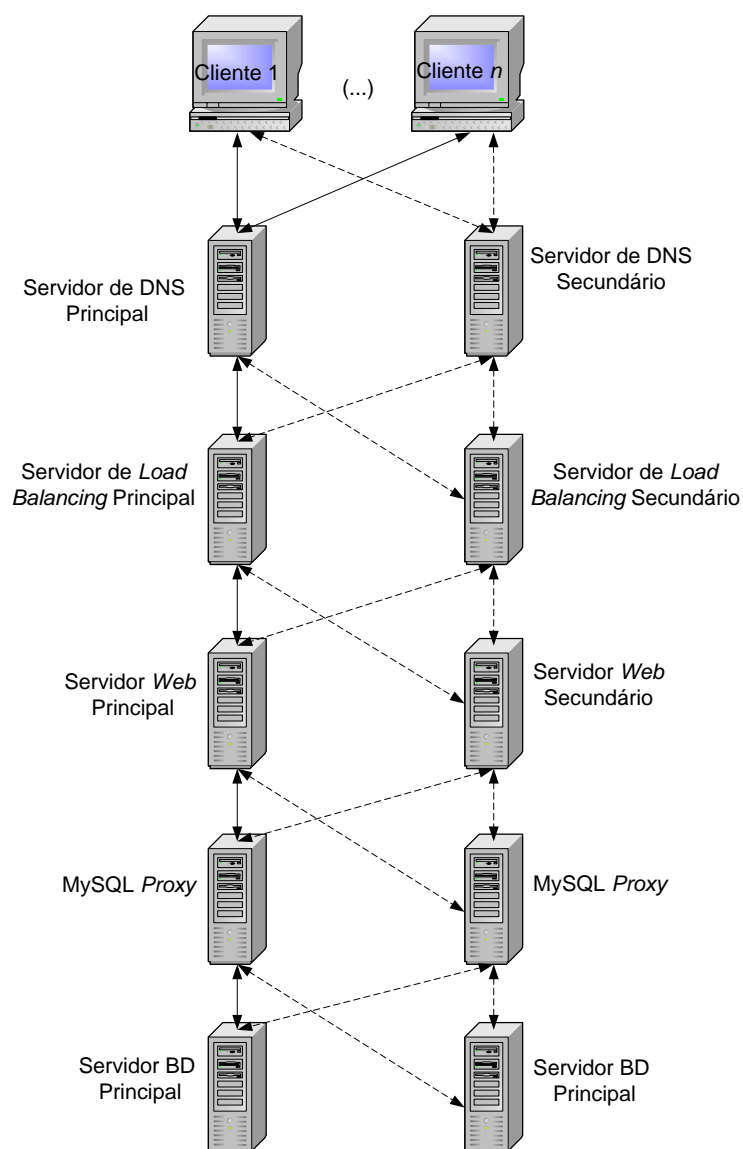 Cliente 1
(...)
Cliente n
Servidor de DNS
Principal
Servidor de DNS
Secundário
Servidor de Load
Balancing Principal
Servidor de Load
Balancing Secundário
Servidor Web
Principal
Servidor Web
Secundário
MySQL Proxy
MySQL Proxy
Servidor BD
Principal
Servidor BD
Principal